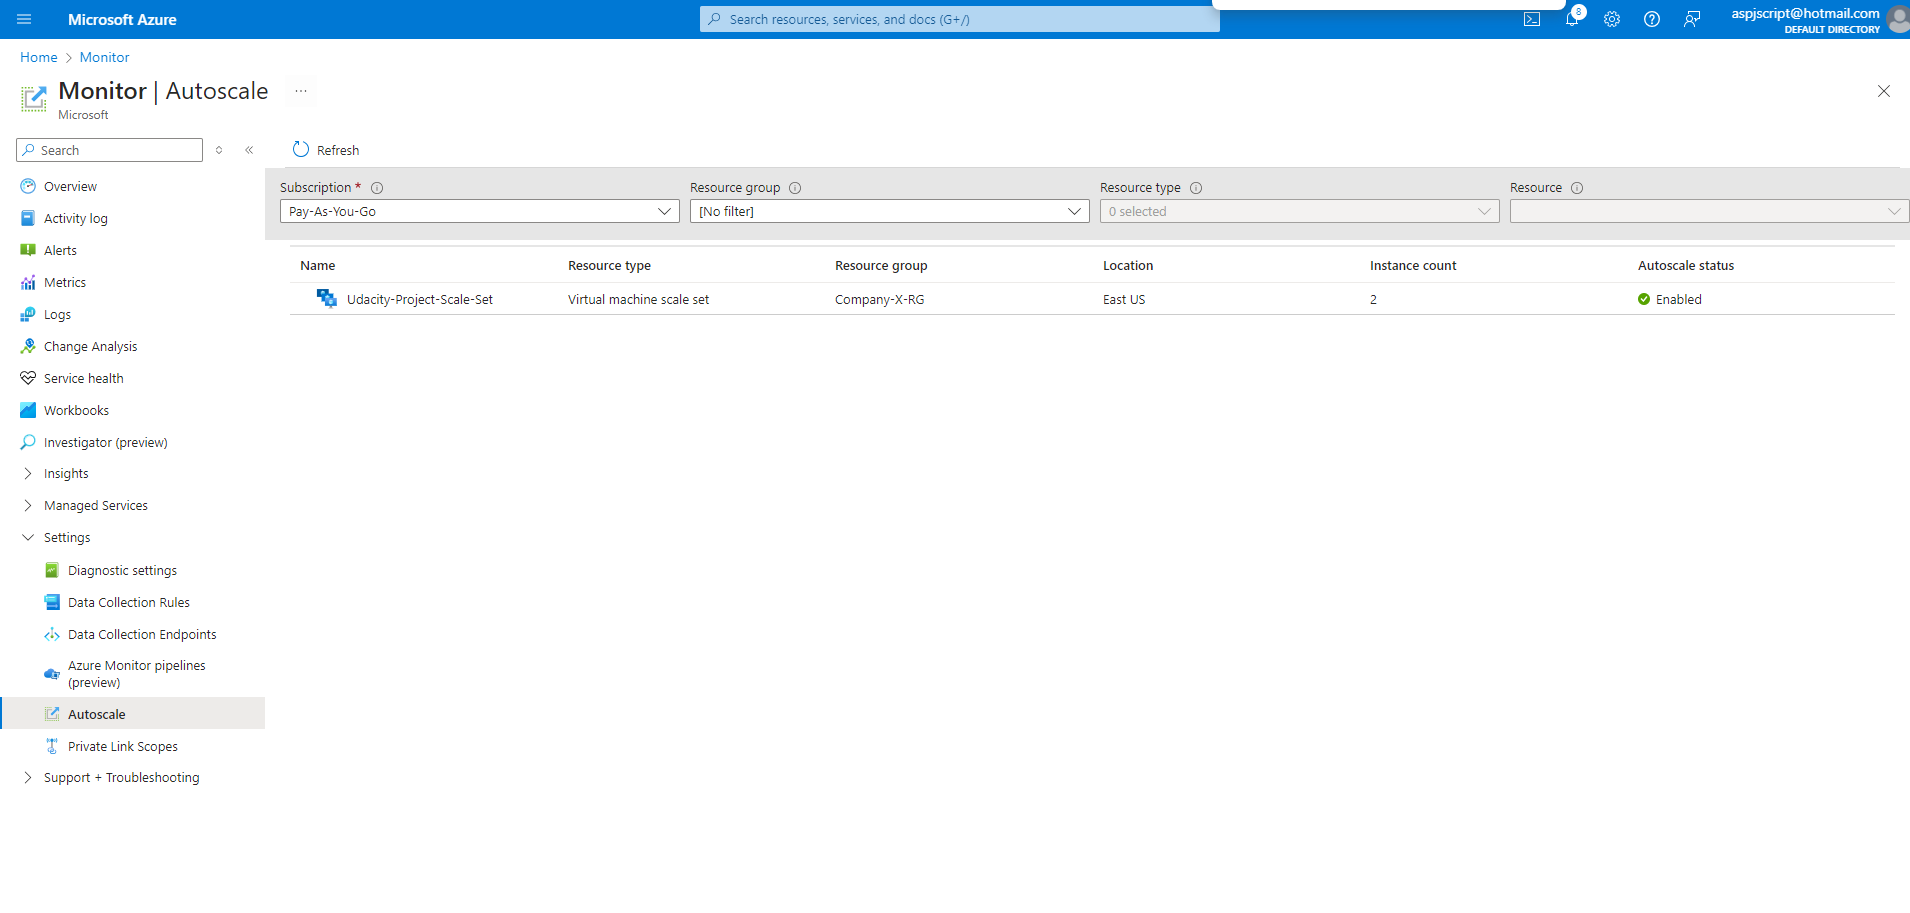 Microsoft Azure
Search resources, services, and docs (G+/)
8
aspjscript@hotmail.com
DEFAULT DIRECTORY
Home > Monitor
Monitor | Autoscale ...
Microsoft
Search
Refresh
Subscription *
Resource group
Resource type
Resource
Pay-As-You-Go
[No filter]
0 selected
Name Resource type Resource group Location Instance count Autoscale status
Udacity-Project-Scale-Set Virtual machine scale set Company-X-RG East US 2 Enabled
Overview
Activity log
Alerts
Metrics
Logs
Change Analysis
Service health
Workbooks
Investigator (preview)
Insights
Managed Services
Settings
Diagnostic settings
Data Collection Rules
Data Collection Endpoints
Azure Monitor pipelines
(preview)
Autoscale
Private Link Scopes
Support + Troubleshooting